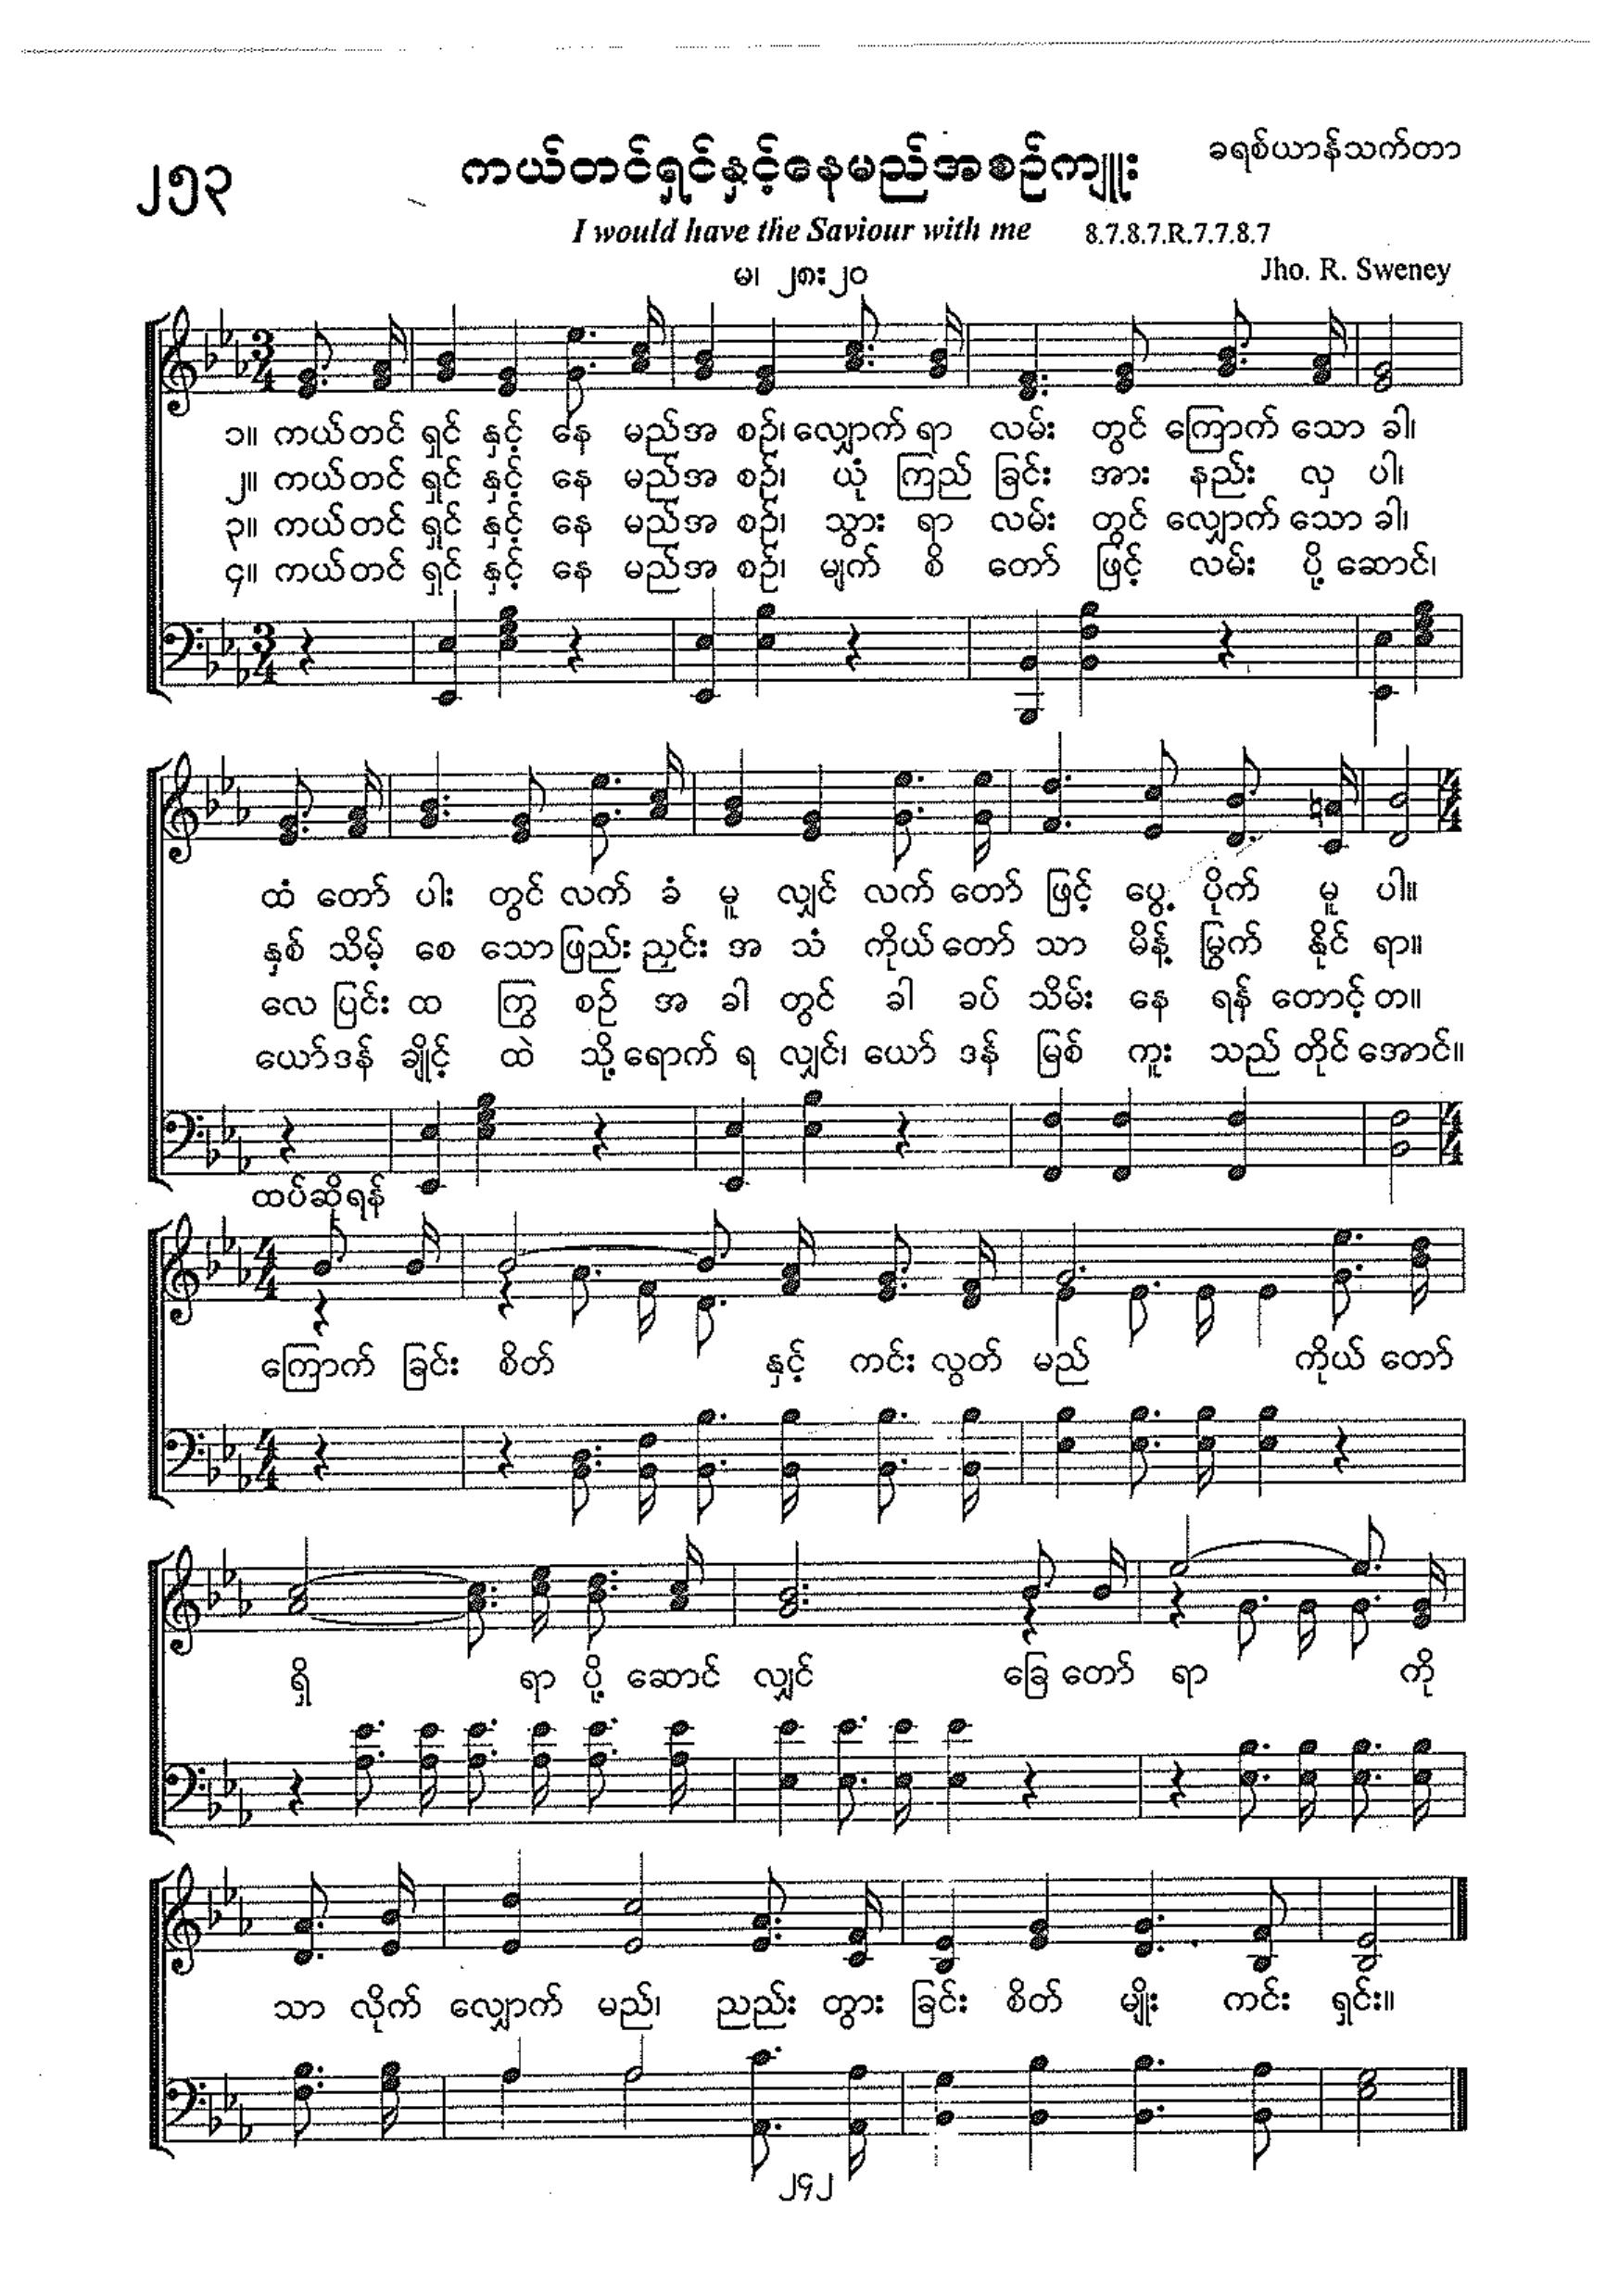 ၂၅၃
ကယ်တင်ရှင်နှင့်နေမည်အစဉ်ကျူး
ခရစ်ယာန်သက်တာ
I would have the Saviour with me 8.7.8.7.R.7.7.8.7
မ၊ ၂၈း၂၀
Jho. R. Sweney
၁။ ကယ်တင် ရှင် နှင့် နေ မည်အ စဉ်၊ လျှောက် ရာ လမ်း တွင် ကြောက် သော ခါ၊
၂။ ကယ်တင် ရှင် နှင့် နေ မည်အ စဉ်၊ ယုံ ကြည် ခြင်း အား နည်း လှ ပါ၊
၃။ ကယ်တင် ရှင် နှင့် နေ မည်အ စဉ်၊ သွား ရာ လမ်း တွင် လျှောက် သော ခါ၊
၄။ ကယ်တင် ရှင် နှင့် နေ မည်အ စဉ်၊ မျက် စိ တော် ဖြင့် လမ်း ပို့ ဆောင်၊
ထံ တော် ပါး တွင် လက် ခံ မူ လျှင် လက် တော် ဖြင့် ပွေ့ ပိုက် မူ ပါ။
နှစ် သိမ့် စေ သော ဖြည်း ညှင်း အ သံ ကိုယ် တော် သာ မိန့် မြွက် နိုင် ရာ။
လေ ပြင်း ထ ကြွ စဉ် အ ခါ တွင် ခါ ခပ် သိမ်း နေ ရန် တောင့် တ။
ယော်ဒန် ချိုင့် ထဲ သို့ ရောက် ရ လျှင်၊ ယော် ဒန် မြစ် ကူး သည် တိုင် အောင်။
ထပ်ဆိုရန်
ကြောက် ခြင်း စိတ် နှင့် ကင်း လွတ် မည် ကိုယ် တော်
ရှိ ရာ ပို့ ဆောင် လျှင် ခြေ တော် ရာ ကို
သာ လိုက် လျှောက် မည်၊ ညည်း တွား ခြင်း စိတ် မျိုး ကင်း ရှင်း။
၂၄၂